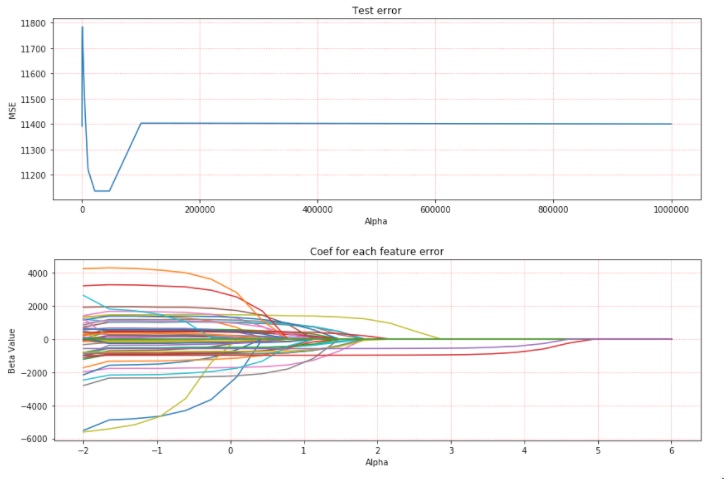 Test error
11800
11700
11600
11500
11400
11300
11200
MSE
0 200000 400000 600000 800000 1000000
Alpha
Coef for each feature error
4000
2000
0
−2000
−4000
−6000
Beta Value
−2 −1 0 1 2 3 4 5 6
Alpha